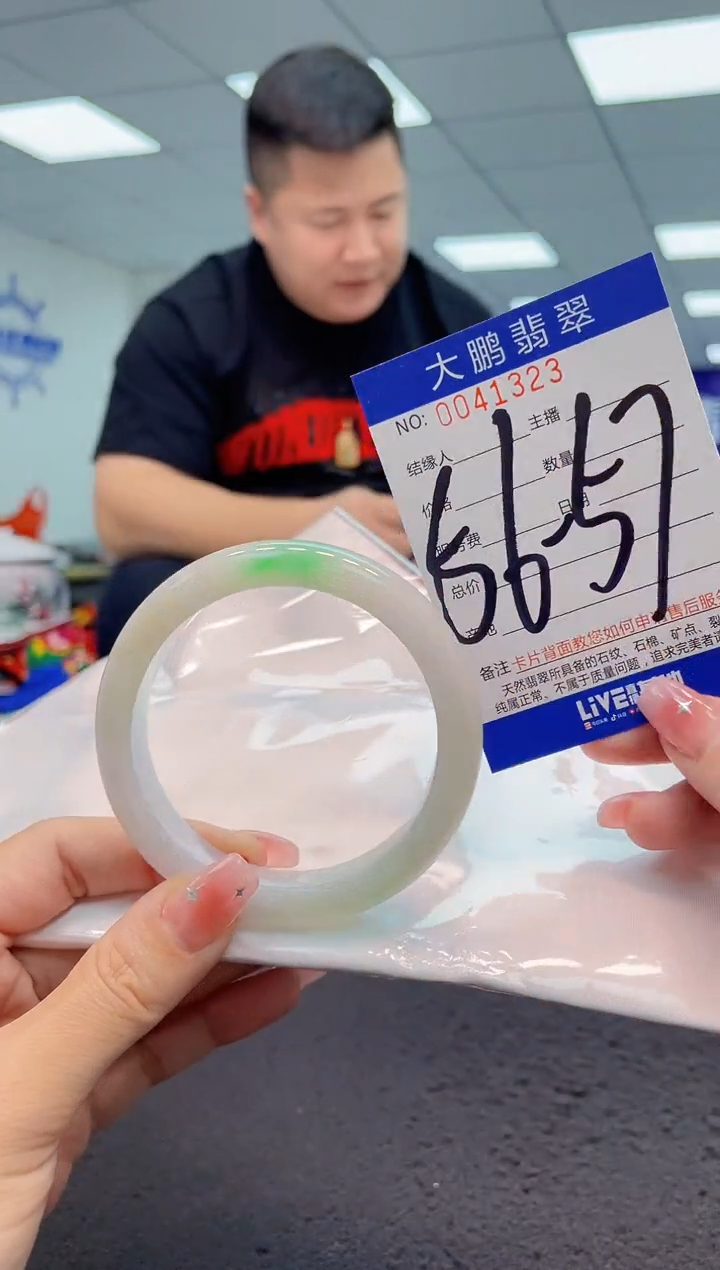 大鹏翡翠
NO: 0041323
结缘人 主播
数量
日期
总价
6657
备注 卡片背面教您如何申 售后服务
天然翡翠所具备的石纹、石棉、矿点、裂
纯属正常、不属于质量问题，追求完美者
LiVE